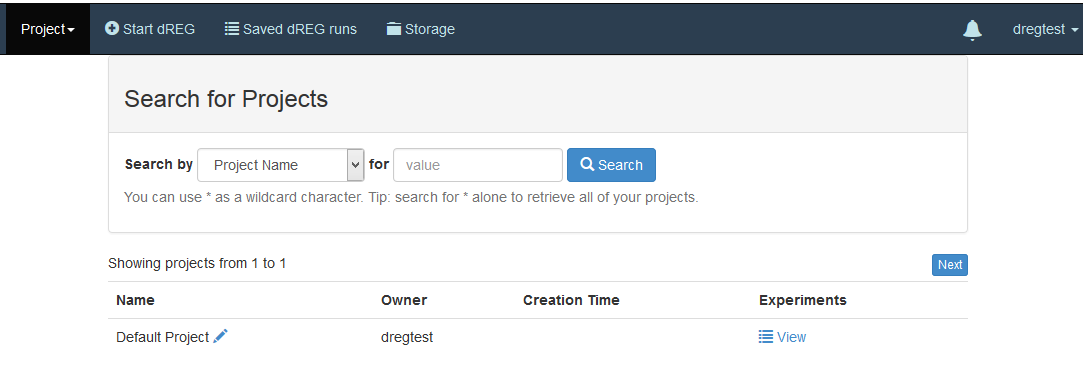 Project Start dREG Saved dREG runs Storage dregtest
Search for Projects
Search by Project Name for value Search
You can use * as a wildcard character. Tip: search for * alone to retrieve all of your projects.
Showing projects from 1 to 1 Next
Name Owner Creation Time Experiments
Default Project dregtest View